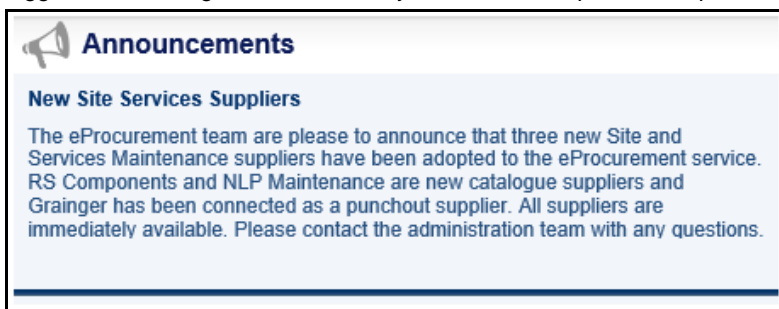 Announcements
New Site Services Suppliers
The eProcurement team are please to announce that three new Site and
Services Maintenance suppliers have been adopted to the eProcurement service.
RS Components and NLP Maintenance are new catalogue suppliers and
Grainger has been connected as a punchout supplier. All suppliers are
immediately available. Please contact the administration team with any questions.